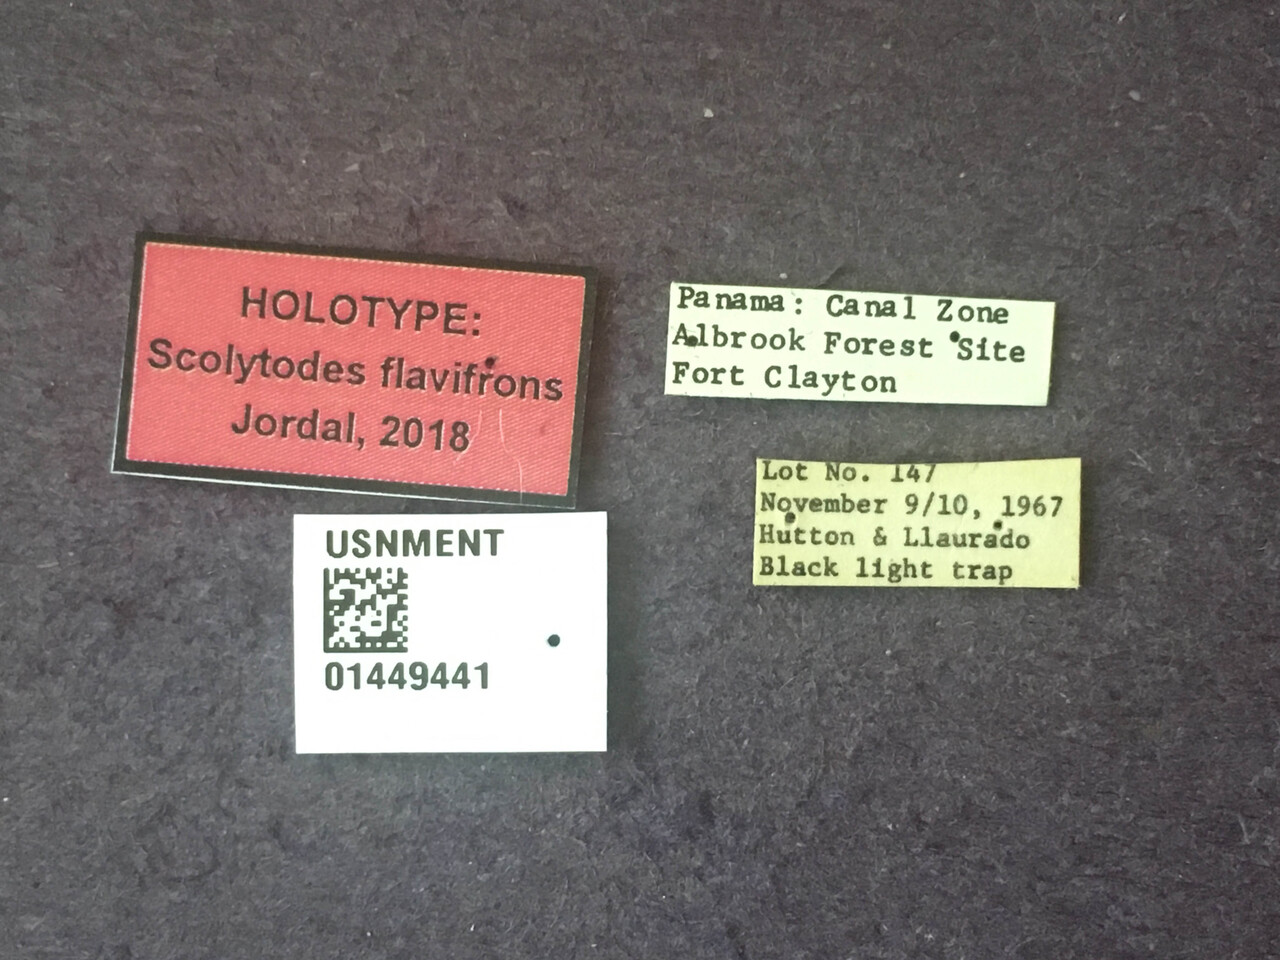 HOLOTYPE:
Scolytodes flavifrons
Jordal, 2018
Panama: Canal Zone
Albrook Forest Site
Fort Clayton
Lot No. 147
November 9/10, 1967
Hutton & Llaurado
Black light trap
USNMENT
01449441